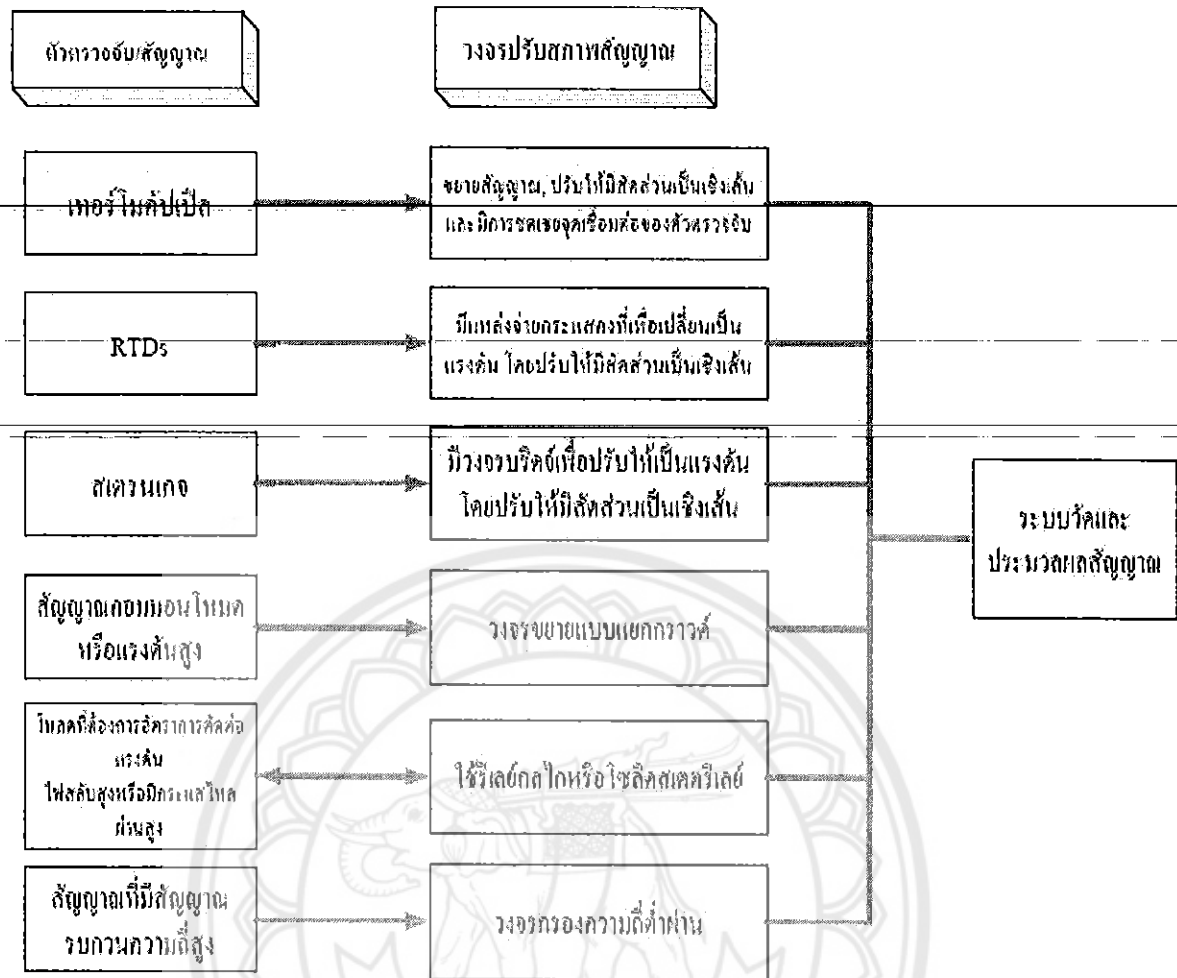 ตัวตรวจจับ/สัญญาณ
วงจรปรับสภาพสัญญาณ
เทอร์โมคัปเปิล
ขยายสัญญาณ, ปรับให้มีสัดส่วนเป็นเชิงเส้น
และมีการชดเชยจุดเชื่อมต่อของตัวตรวจจับ
RTDs
มีแหล่งจ่ายกระแสคงที่เพื่อเปลี่ยนเป็น
แรงดัน โดยปรับให้มีสัดส่วนเป็นเชิงเส้น
สเตรนเกจ
มีวงจรบริดจ์เพื่อปรับให้เป็นแรงดัน
โดยปรับให้มีสัดส่วนเป็นเชิงเส้น
ระบบวัดและ
ประมวลผลสัญญาณ
สัญญาณคอมมอนโหมด
หรือแรงดันสูง
วงจรขยายแบบแยกกราวด์
โหลดที่ต้องการอัตราการตัดต่อ
แรงดัน
ไฟสลับสูงหรือมีกระแสไหล
ผ่านสูง
ใช้รีเลย์กลไกหรือโซลิดสเตตรีเลย์
สัญญาณที่มีสัญญาณ
รบกวนความถี่สูง
วงจรกรองความถี่ต่ำผ่าน